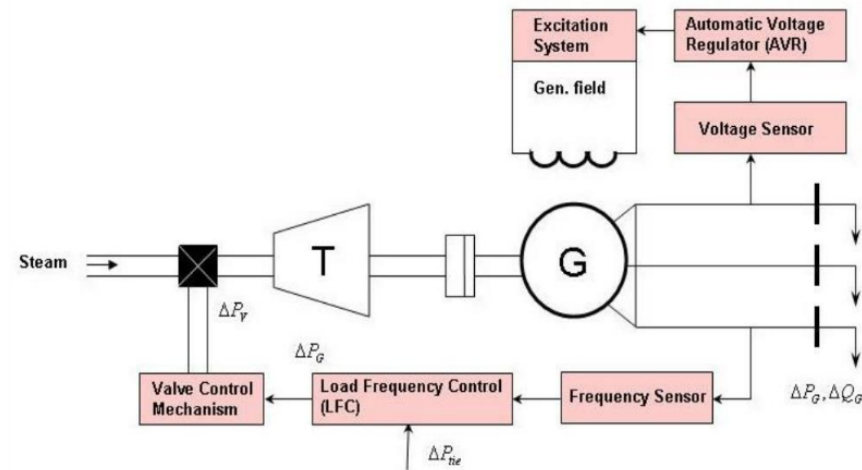 Excitation
System
Automatic Voltage
Regulator (AVR)
Gen. field
Voltage Sensor
Steam
T
G
ΔP_V
ΔP_G
Valve Control
Mechanism
Load Frequency Control
(LFC)
Frequency Sensor
ΔP_G, ΔQ_G
ΔP_tie